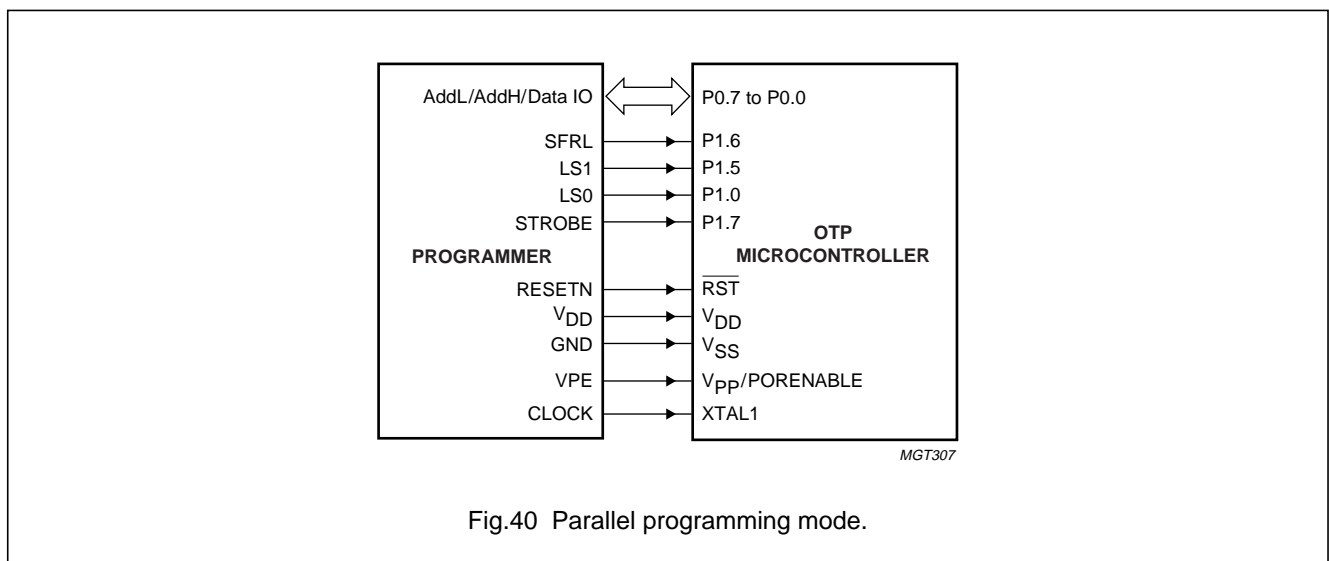 AddL/AddH/Data IO P0.7 to P0.0
SFRL P1.6
LS1 P1.5
LS0 P1.0
STROBE P1.7
PROGRAMMER
OTP
MICROCONTROLLER
RESETN R̅S̅T̅
VDD VDD
GND VSS
VPE VPP/PORENABLE
CLOCK XTAL1
MGT307
Fig.40 Parallel programming mode.